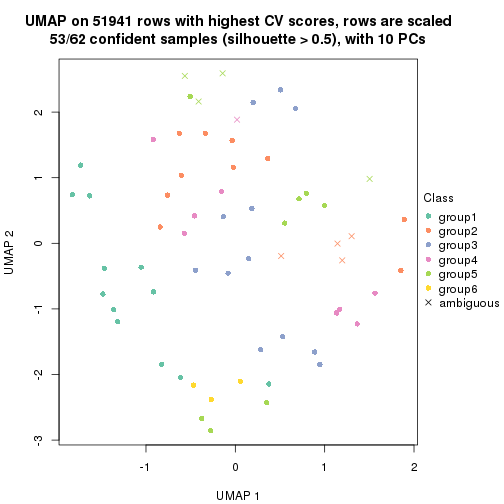 UMAP on 51941 rows with highest CV scores, rows are scaled
53/62 confident samples (silhouette > 0.5), with 10 PCs
UMAP 2
2
1
0
-1
-2
-3
-1
0
1
2
UMAP 1
Class
group1
group2
group3
group4
group5
group6
ambiguous